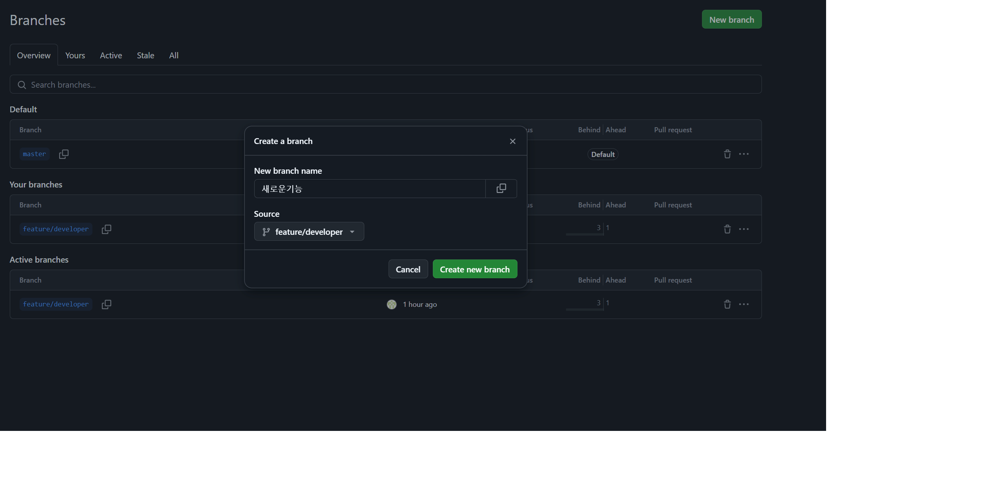 Branches
New branch
Overview Yours Active Stale All
Search branches...
Default
Branch us Behind Ahead Pull request
master Default
Your branches
Branch us Behind Ahead Pull request
feature/developer 3 1
Active branches
Branch us Behind Ahead Pull request
feature/developer 1 hour ago 3 1
Create a branch
New branch name
새로운기능
Source
feature/developer
Cancel Create new branch